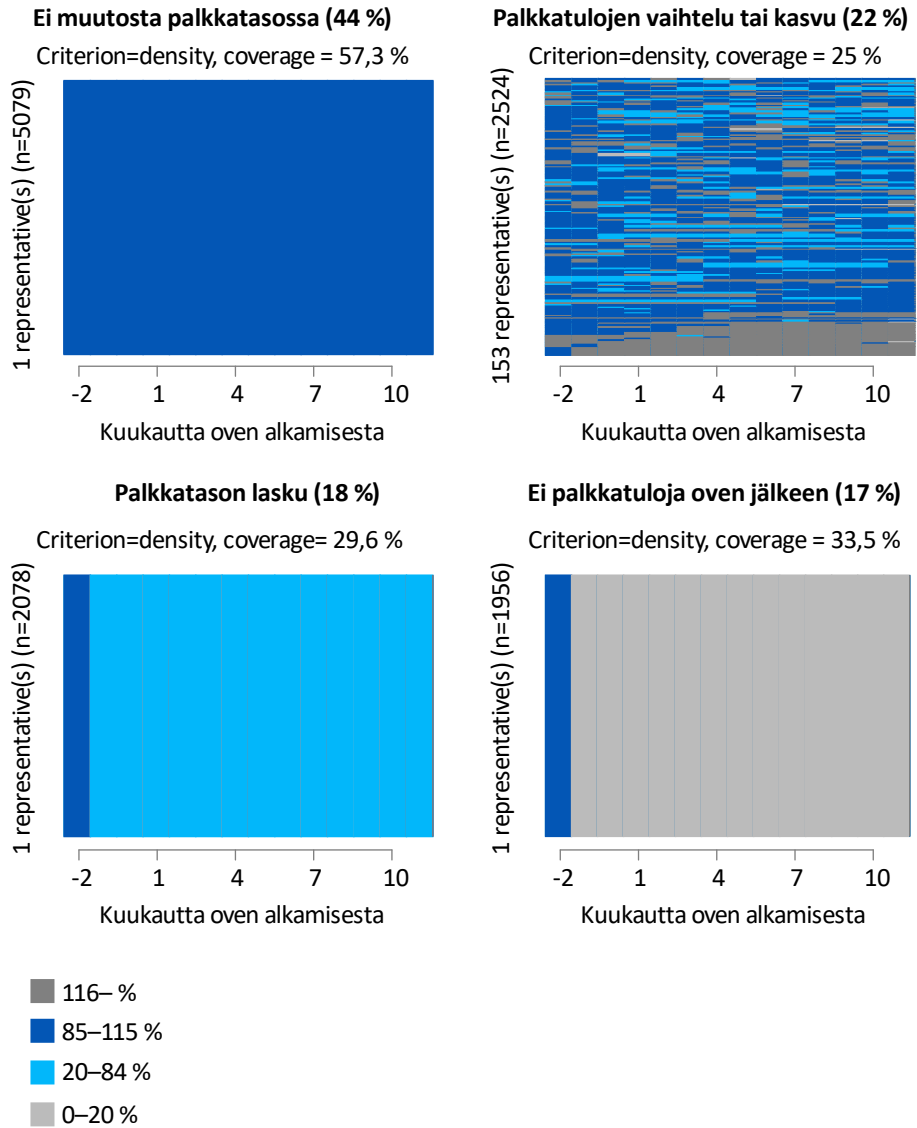 Ei muutosta palkkatasossa (44 %)
Criterion=density, coverage = 57,3 %
1 representative(s) (n=5079)
-2 1 4 7 10
Kuukautta oven alkamisesta
Palkkatulojen vaihtelu tai kasvu (22 %)
Criterion=density, coverage = 25 %
153 representative(s) (n=2524)
-2 1 4 7 10
Kuukautta oven alkamisesta
Palkkatason lasku (18 %)
Criterion=density, coverage= 29,6 %
1 representative(s) (n=2078)
-2 1 4 7 10
Kuukautta oven alkamisesta
Ei palkkatuloja oven jälkeen (17 %)
Criterion=density, coverage = 33,5 %
1 representative(s) (n=1956)
-2 1 4 7 10
Kuukautta oven alkamisesta
116– %
85–115 %
20–84 %
0–20 %